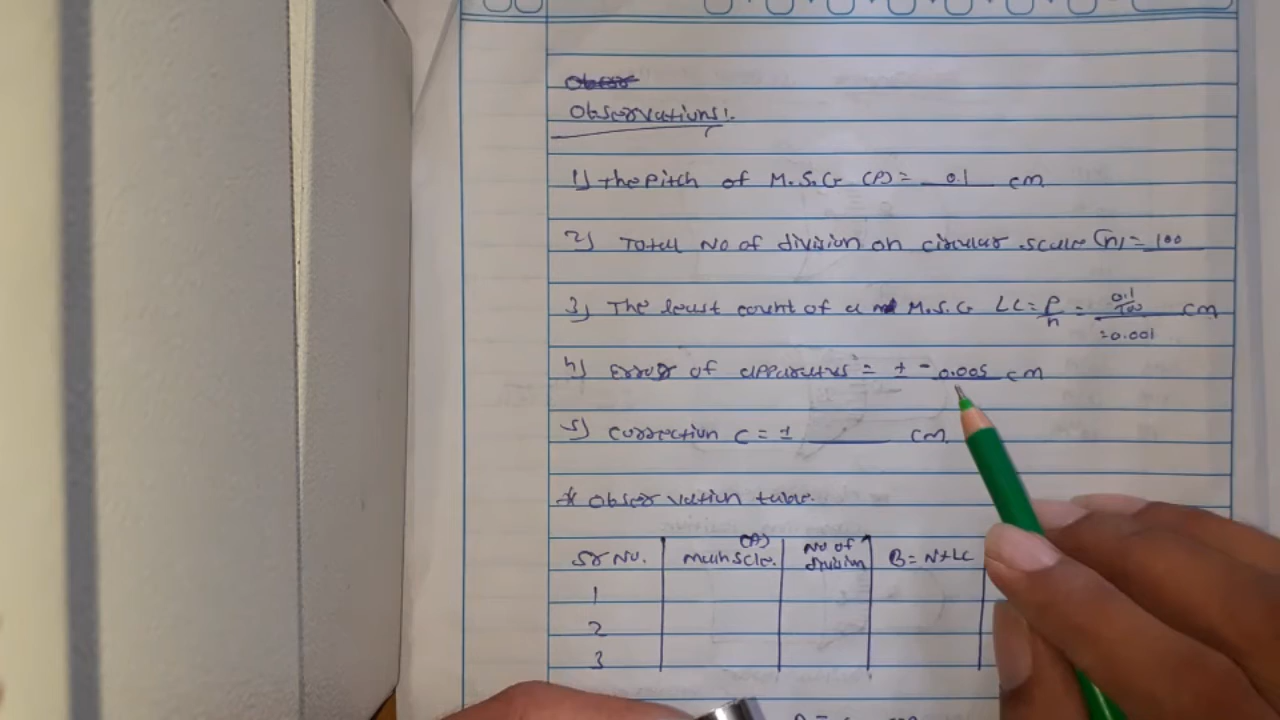 Observations:
1) The Pitch of M.S.G (P) = 0.1 cm
2) Total No of division on circular scale (n) = 100
3) The least count of a M.S.G LC = P/n = 0.1/100 cm
= 0.001
4) Error of apparatus = ± - 0.005 cm
5) correction C = ± ______ cm
* Observation table.
Sr No. main scle. (A) No of division B = N×LC
1
2
3